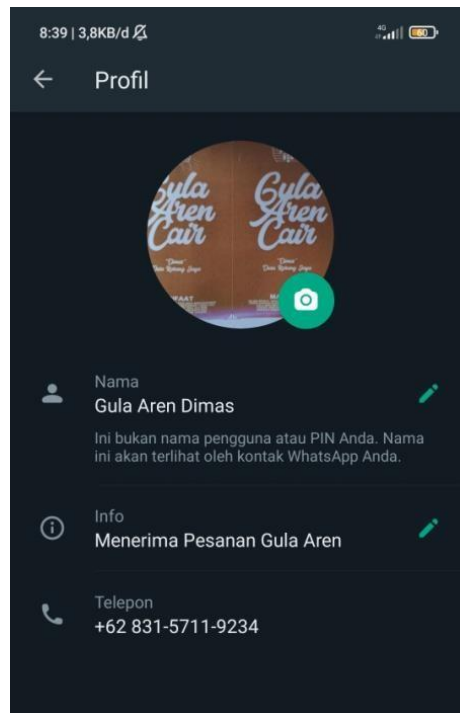 8:39 | 3,8KB/d
4G
60
Profil
Gula Aren Cair
Gula Aren Cair
Nama
Gula Aren Dimas
Ini bukan nama pengguna atau PIN Anda. Nama
ini akan terlihat oleh kontak WhatsApp Anda.
Info
Menerima Pesanan Gula Aren
Telepon
+62 831-5711-9234